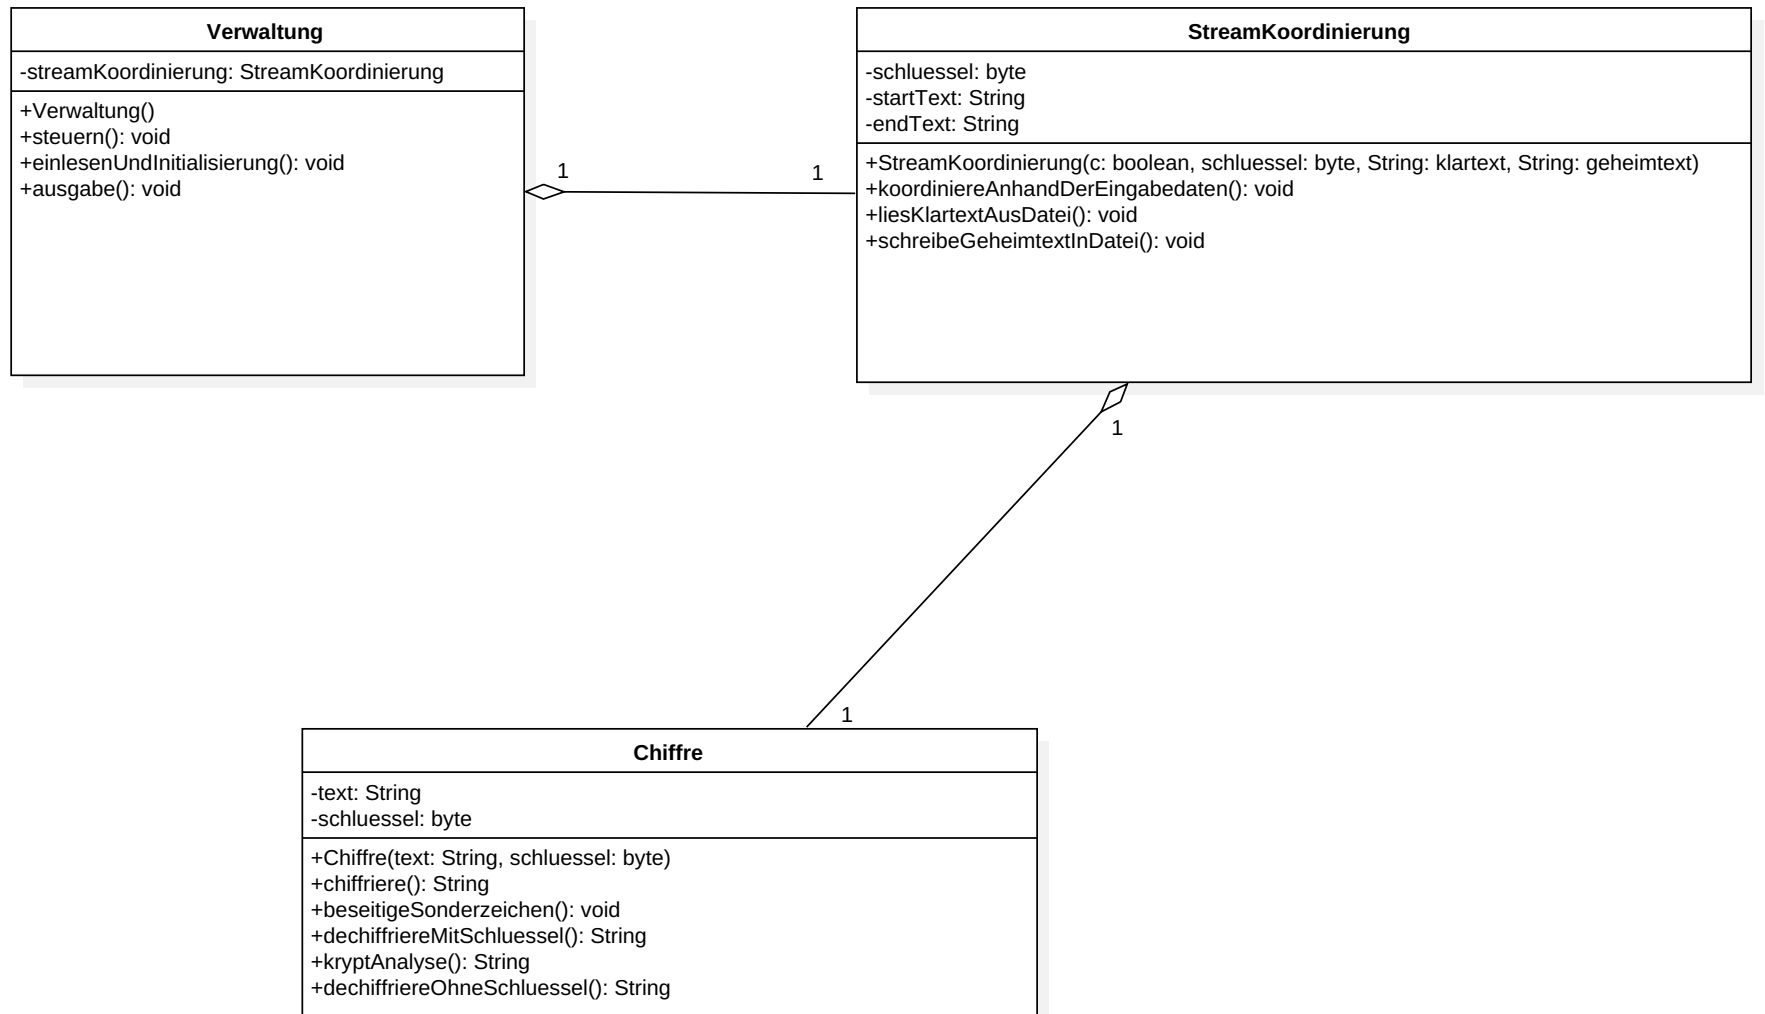 Verwaltung
-streamKoordinierung: StreamKoordinierung
+Verwaltung()
+steuern(): void
+einlesenUndInitialisierung(): void
+ausgabe(): void
1
1
StreamKoordinierung
-schluessel: byte
-startText: String
-endText: String
+StreamKoordinierung(c: boolean, schluessel: byte, String: klartext, String: geheimtext)
+koordiniereAnhandDerEingabedaten(): void
+liesKlartextAusDatei(): void
+schreibeGeheimtextInDatei(): void
1
1
Chiffre
-text: String
-schluessel: byte
+Chiffre(text: String, schluessel: byte)
+chiffriere(): String
+beseitigeSonderzeichen(): void
+dechiffriereMitSchluessel(): String
+kryptAnalyse(): String
+dechiffriereOhneSchluessel(): String